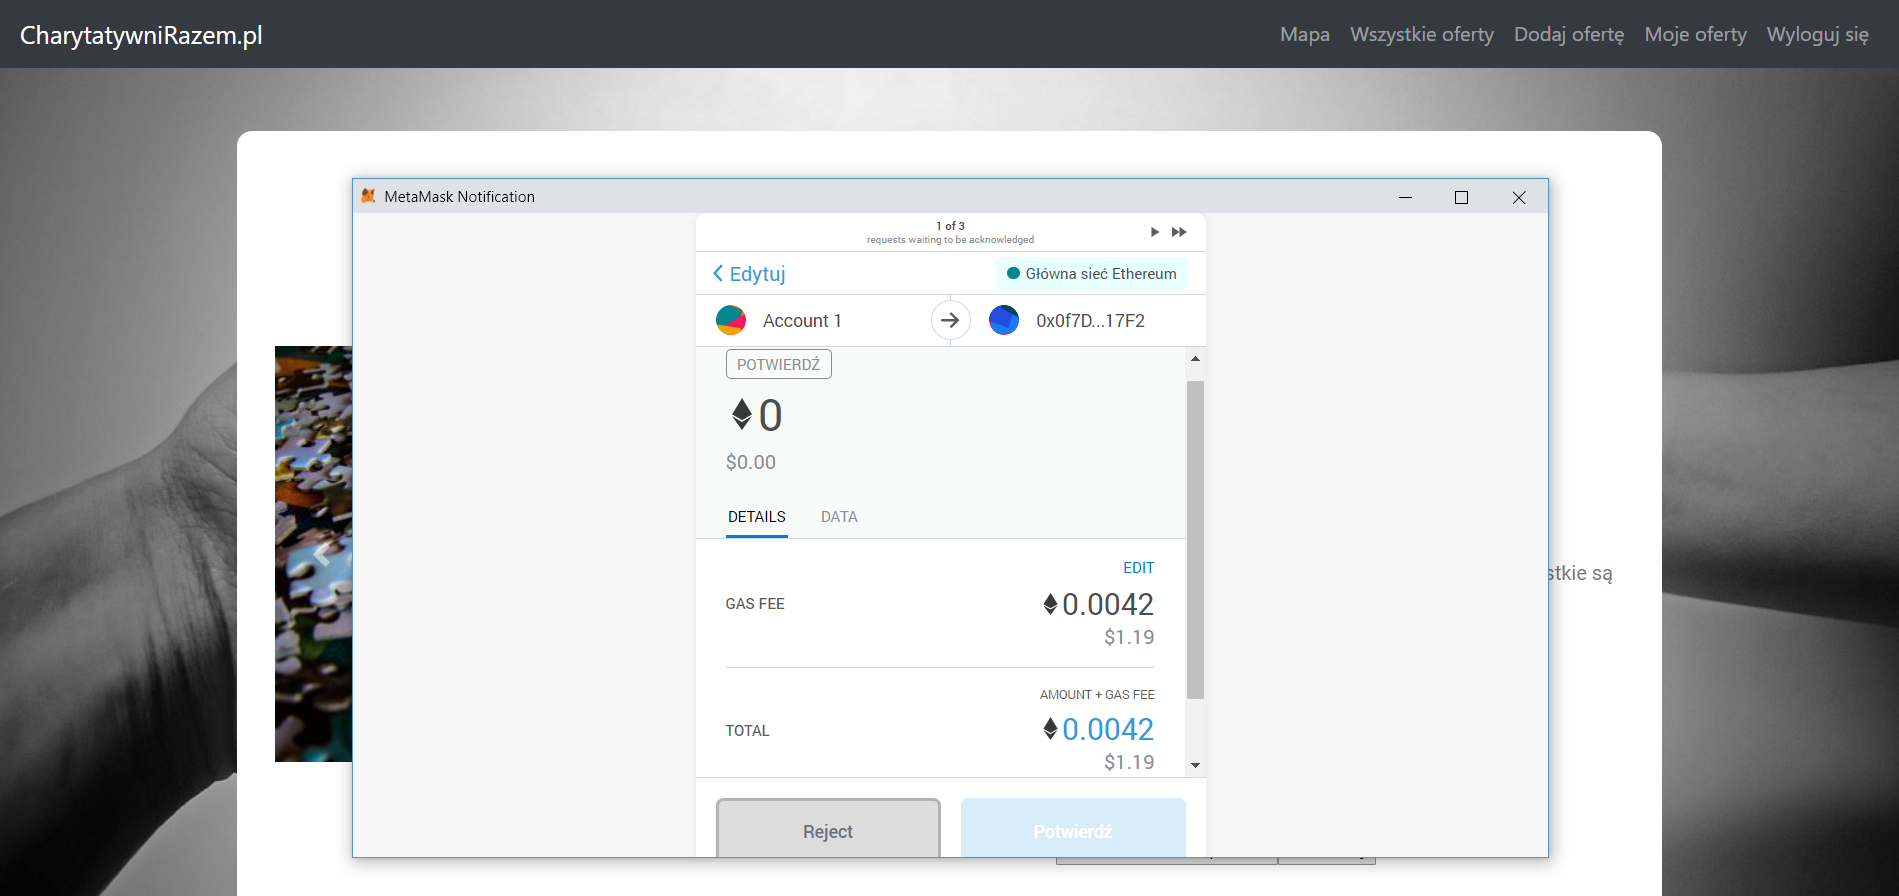 CharytatywniRazem.pl
Mapa Wszystkie oferty Dodaj ofertę Moje oferty Wyloguj się
MetaMask Notification
1 of 3
requests waiting to be acknowledged
Edytuj
Główna sieć Ethereum
Account 1
0x0f7D...17F2
POTWIERDŹ
0
$0.00
DETAILS DATA
EDIT
GAS FEE
0.0042
$1.19
AMOUNT + GAS FEE
TOTAL
0.0042
$1.19
Reject
Potwierdź
są